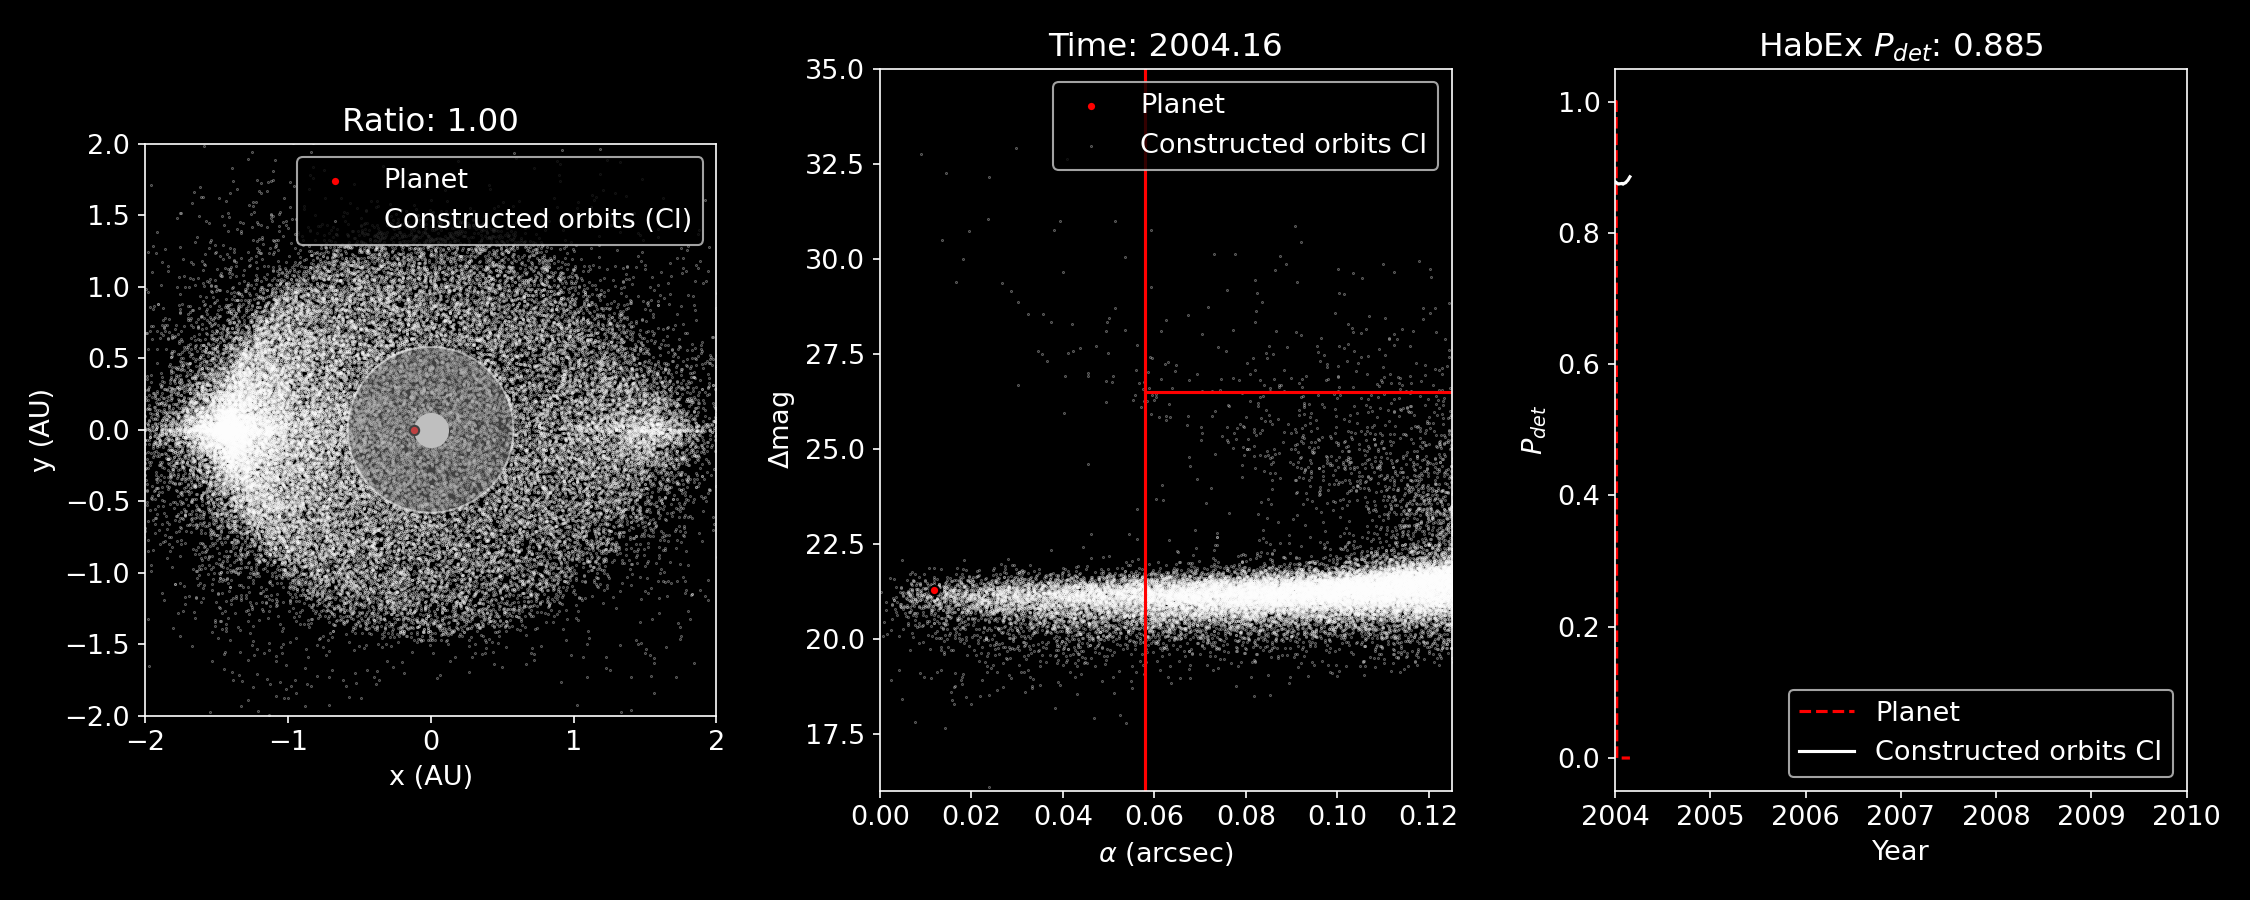 Ratio: 1.00
Planet
Constructed orbits (CI)
2.0
1.5
1.0
0.5
0.0
−0.5
−1.0
−1.5
−2.0
y (AU)
−2
−1
0
1
2
x (AU)
Time: 2004.16
Planet
Constructed orbits CI
35.0
32.5
30.0
27.5
25.0
22.5
20.0
17.5
Δmag
0.00
0.02
0.04
0.06
0.08
0.10
0.12
α (arcsec)
HabEx P_det: 0.885
1.0
0.8
0.6
0.4
0.2
0.0
P_det
Planet
Constructed orbits CI
2004
2005
2006
2007
2008
2009
2010
Year